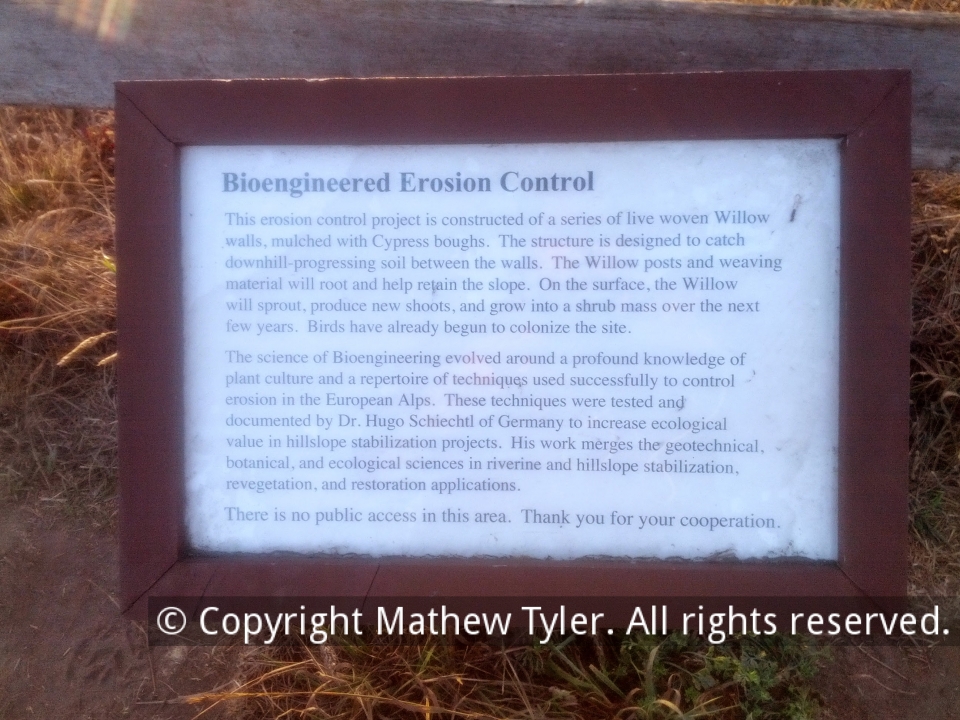 Bioengineered Erosion Control
This erosion control project is constructed of a series of live woven Willow
walls, mulched with Cypress boughs. The structure is designed to catch
downhill-progressing soil between the walls. The Willow posts and weaving
material will root and help retain the slope. On the surface, the Willow
will sprout, produce new shoots, and grow into a shrub mass over the next
few years. Birds have already begun to colonize the site.
The science of Bioengineering evolved around a profound knowledge of
plant culture and a repertoire of techniques used successfully to control
erosion in the European Alps. These techniques were tested and
documented by Dr. Hugo Schiechtl of Germany to increase ecological
value in hillslope stabilization projects. His work merges the geotechnical,
botanical, and ecological sciences in riverine and hillslope stabilization,
revegetation, and restoration applications.
There is no public access in this area. Thank you for your cooperation.
© Copyright Mathew Tyler. All rights reserved.